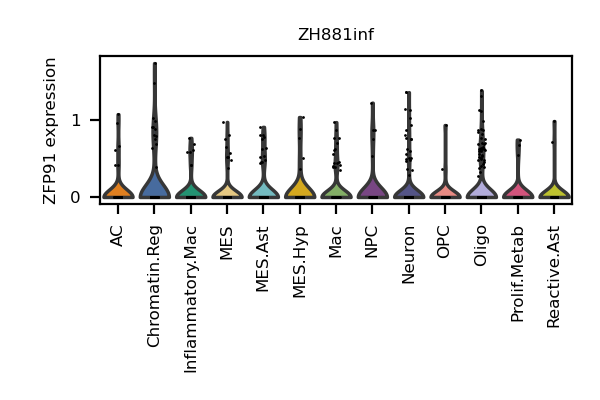 ZH881inf
ZFP91 expression
1
0
AC
Chromatin.Reg
Inflammatory.Mac
MES
MES.Ast
MES.Hyp
Mac
NPC
Neuron
OPC
Oligo
Prolif.Metab
Reactive.Ast